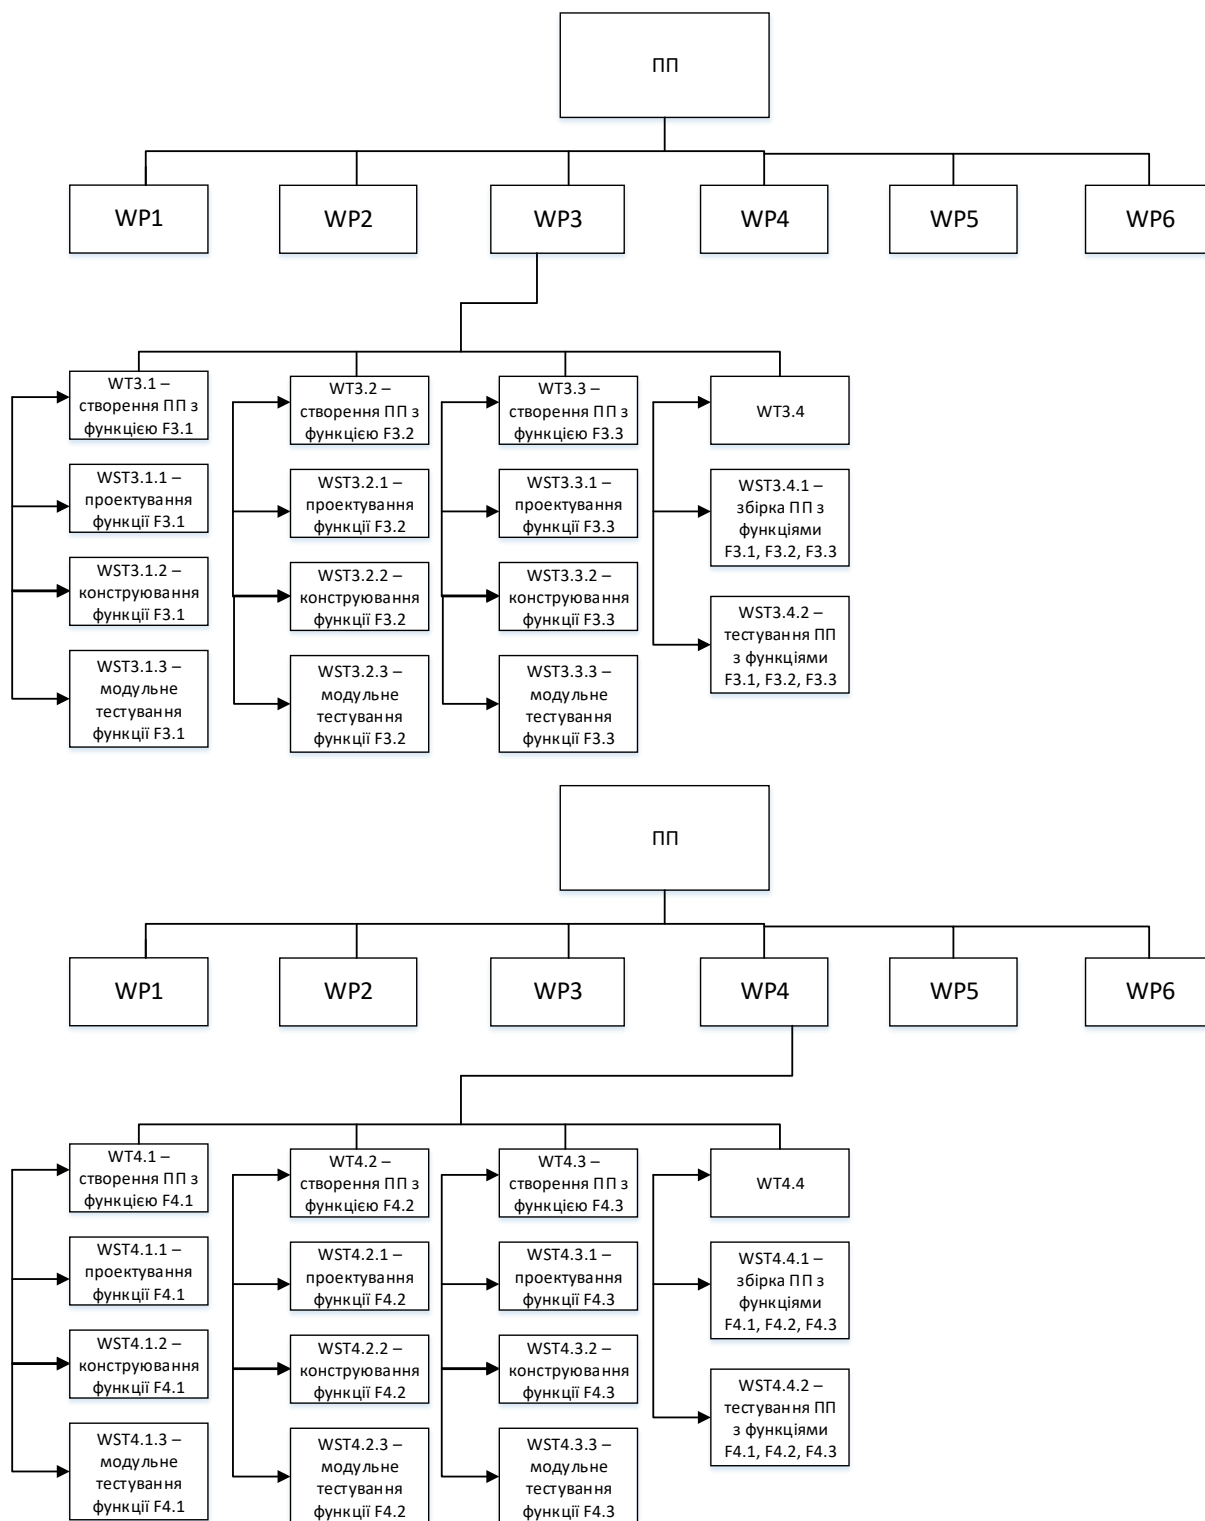 ПП
WP1
WP2
WP3
WP4
WP5
WP6
WT3.1 –
створення ПП з
функцією F3.1
WT3.2 –
створення ПП з
функцією F3.2
WT3.3 –
створення ПП з
функцією F3.3
WT3.4
WST3.1.1 –
проектування
функції F3.1
WST3.2.1 –
проектування
функції F3.2
WST3.3.1 –
проектування
функції F3.3
WST3.4.1 –
збірка ПП з
функціями
F3.1, F3.2, F3.3
WST3.1.2 –
конструювання
функції F3.1
WST3.2.2 –
конструювання
функції F3.2
WST3.3.2 –
конструювання
функції F3.3
WST3.4.2 –
тестування ПП
з функціями
F3.1, F3.2, F3.3
WST3.1.3 –
модульне
тестування
функції F3.1
WST3.2.3 –
модульне
тестування
функції F3.2
WST3.3.3 –
модульне
тестування
функції F3.3
ПП
WP1
WP2
WP3
WP4
WP5
WP6
WT4.1 –
створення ПП з
функцією F4.1
WT4.2 –
створення ПП з
функцією F4.2
WT4.3 –
створення ПП з
функцією F4.3
WT4.4
WST4.1.1 –
проектування
функції F4.1
WST4.2.1 –
проектування
функції F4.2
WST4.3.1 –
проектування
функції F4.3
WST4.4.1 –
збірка ПП з
функціями
F4.1, F4.2, F4.3
WST4.1.2 –
конструювання
функції F4.1
WST4.2.2 –
конструювання
функції F4.2
WST4.3.2 –
конструювання
функції F4.3
WST4.4.2 –
тестування ПП
з функціями
F4.1, F4.2, F4.3
WST4.1.3 –
модульне
тестування
функції F4.1
WST4.2.3 –
модульне
тестування
функції F4.2
WST4.3.3 –
модульне
тестування
функції F4.3